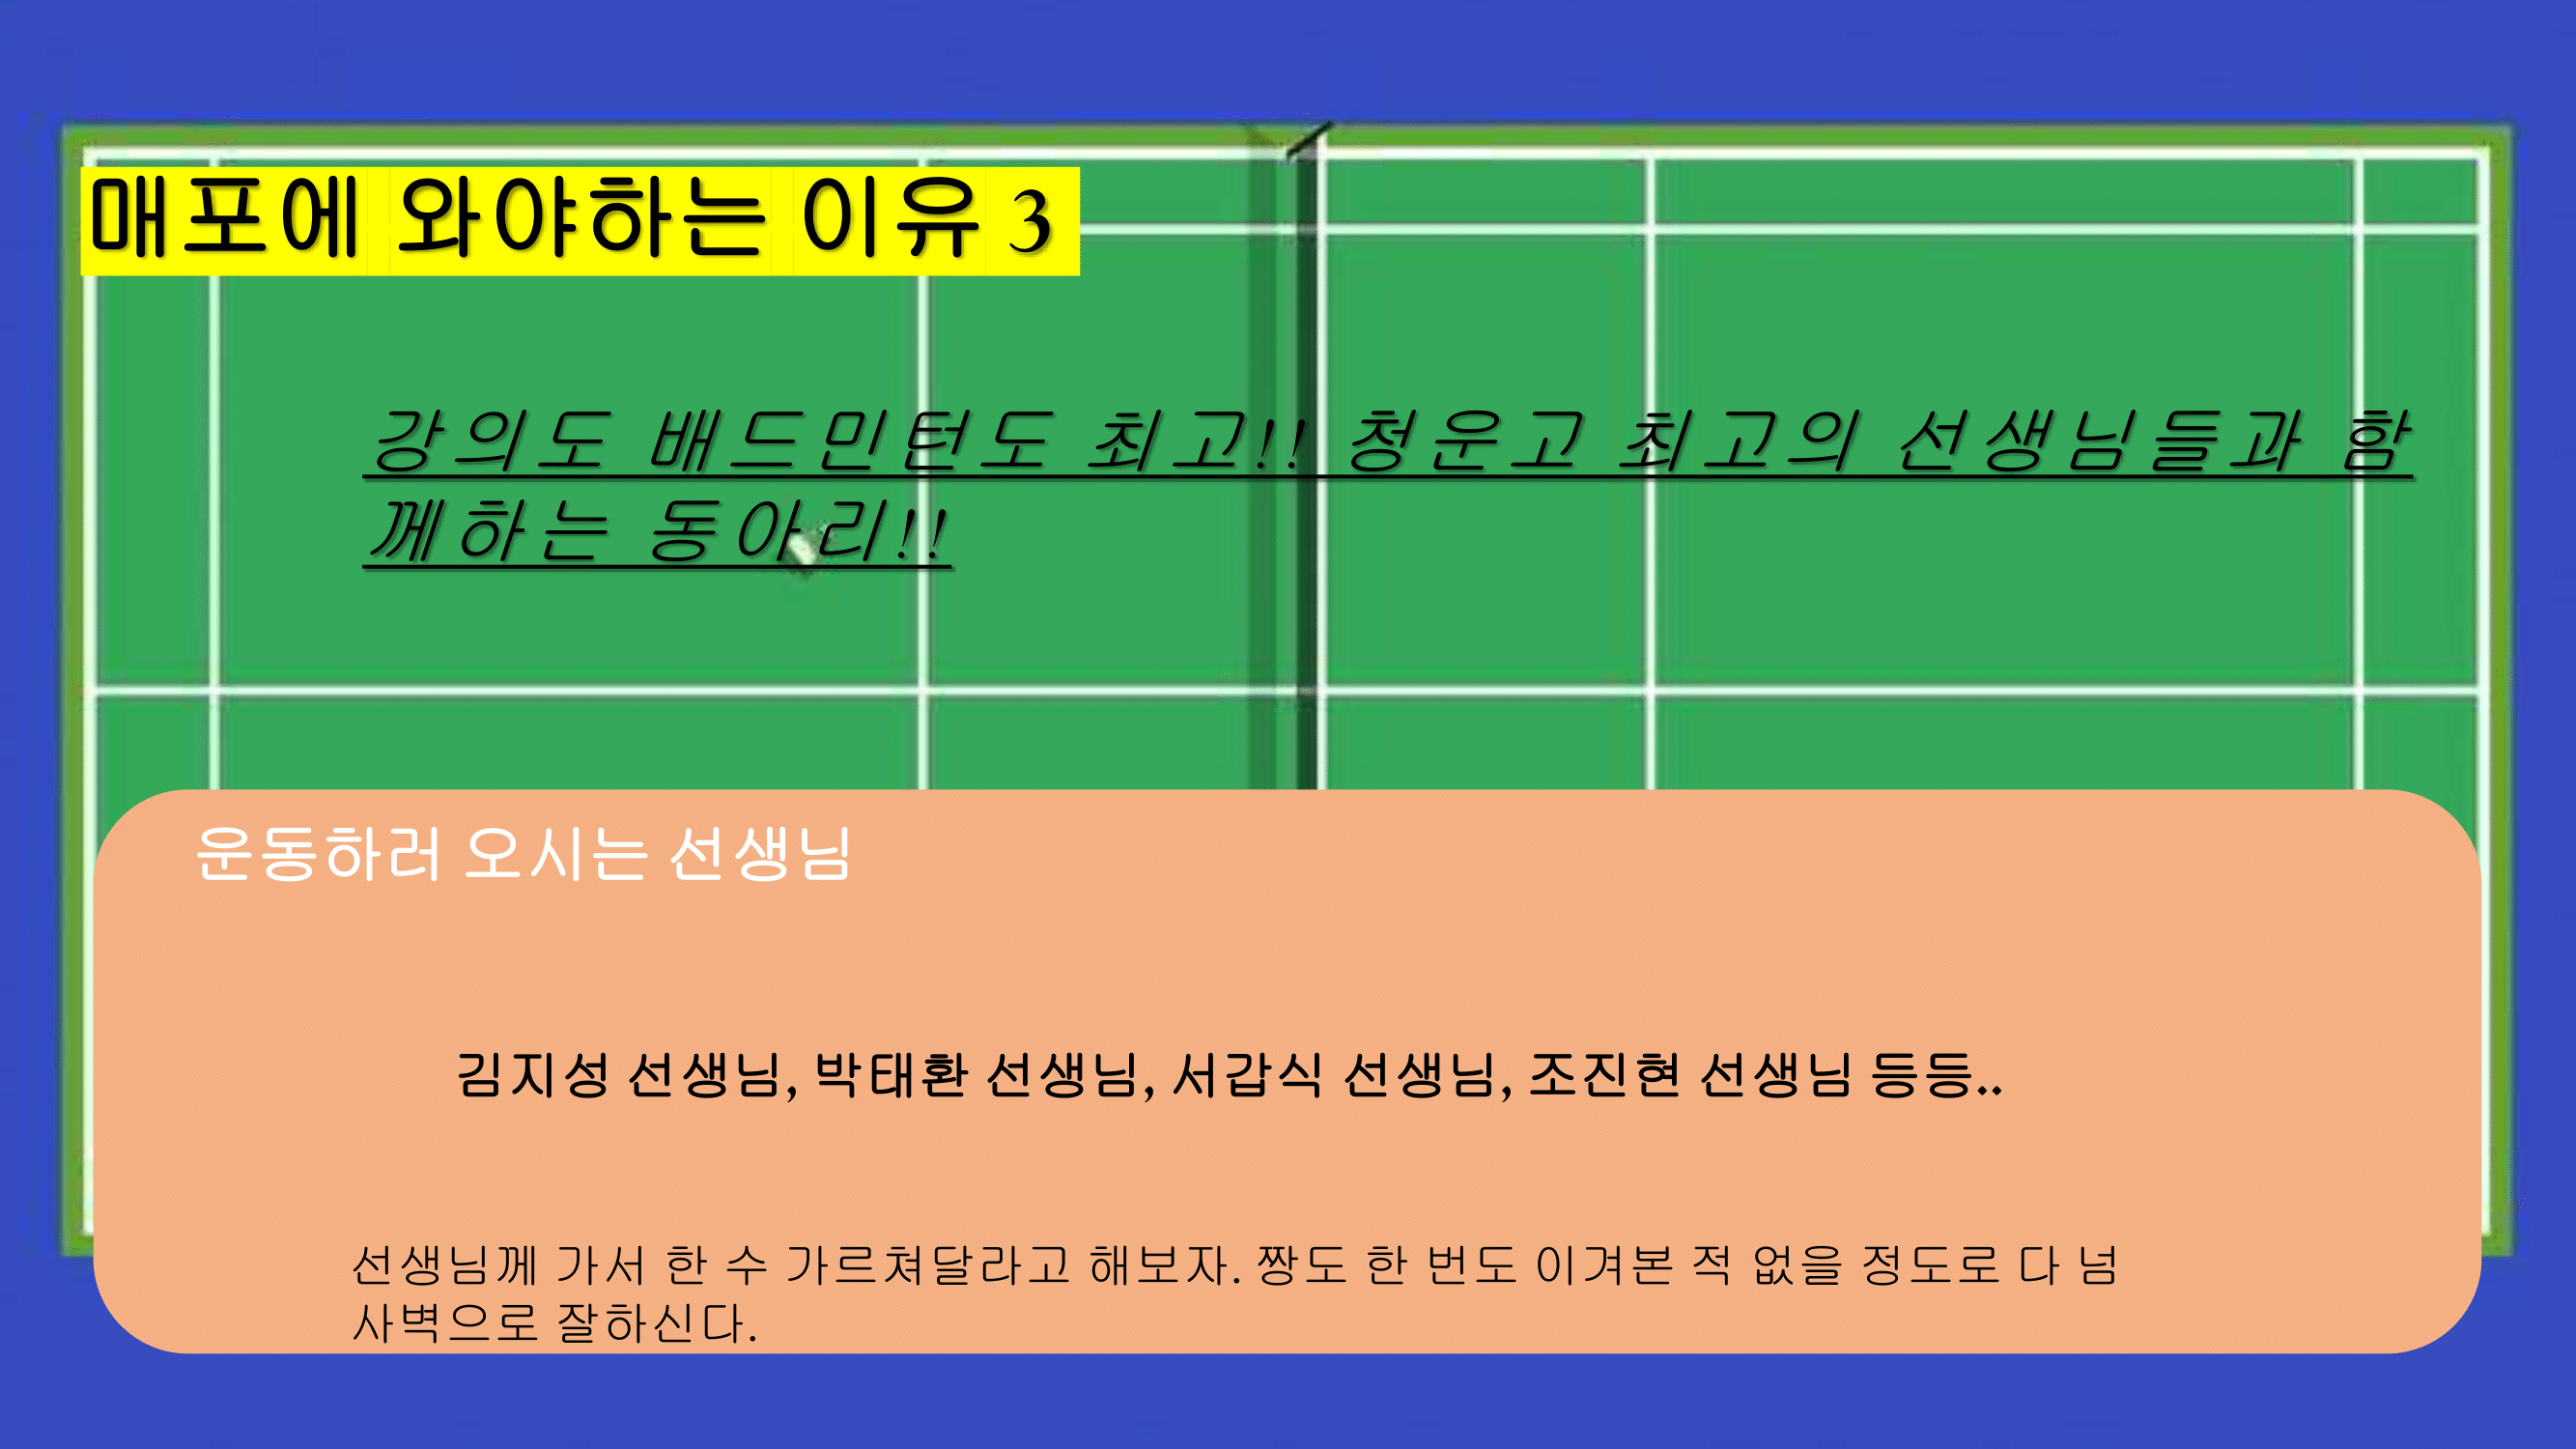 매포에 와야하는 이유 3
강의도 배드민턴도 최고!! 청운고 최고의 선생님들과 함
께하는 동아리!!
운동하러 오시는 선생님
김지성 선생님, 박태환 선생님, 서갑식 선생님, 조진현 선생님 등등..
선생님께 가서 한 수 가르쳐달라고 해보자. 짱도 한 번도 이겨본 적 없을 정도로 다 넘
사벽으로 잘하신다.